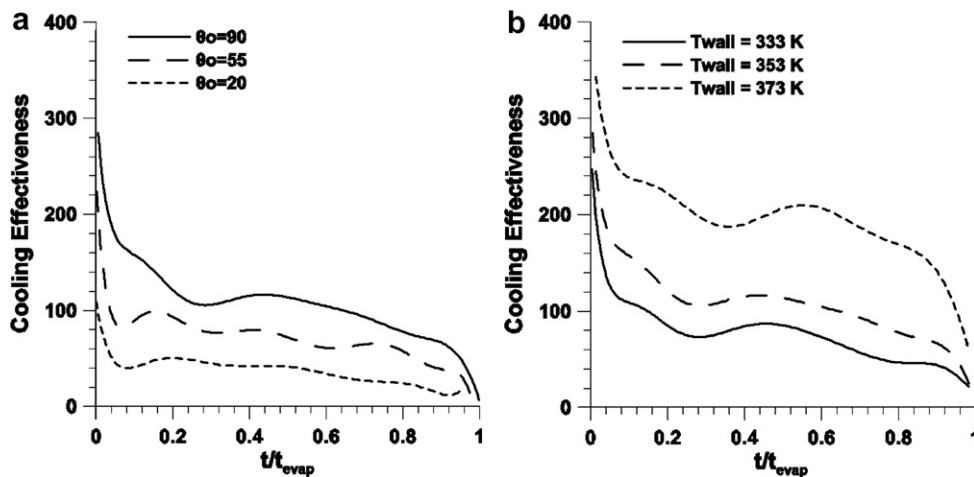 a
400
300
200
100
0
Cooling Effectiveness
θo=90
θo=55
θo=20
0
0.2
0.4
0.6
0.8
1
t/tevap
b
400
300
200
100
0
Cooling Effectiveness
Twall = 333 K
Twall = 353 K
Twall = 373 K
0
0.2
0.4
0.6
0.8
1
t/tevap